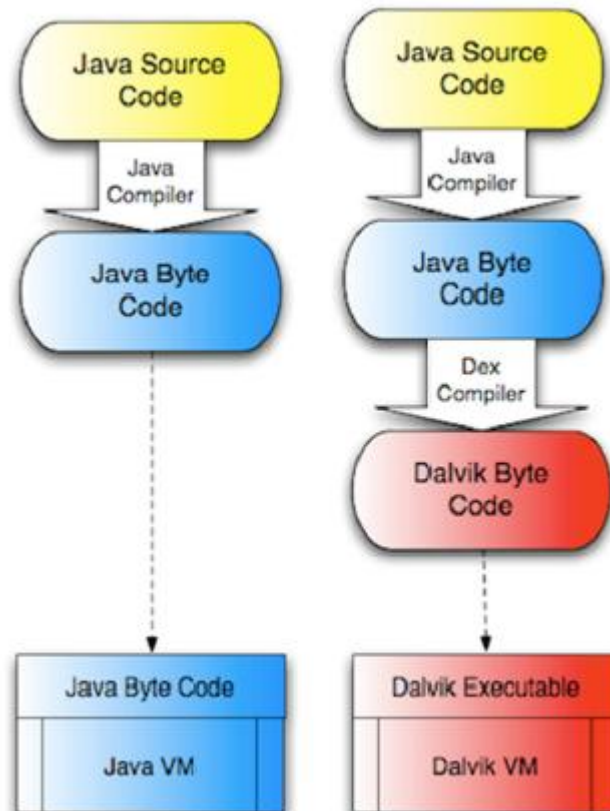 Java Source
Code
Java
Compiler
Java Byte
Code
Java Byte Code
Java VM
Java Source
Code
Java
Compiler
Java Byte
Code
Dex
Compiler
Dalvik Byte
Code
Dalvik Executable
Dalvik VM